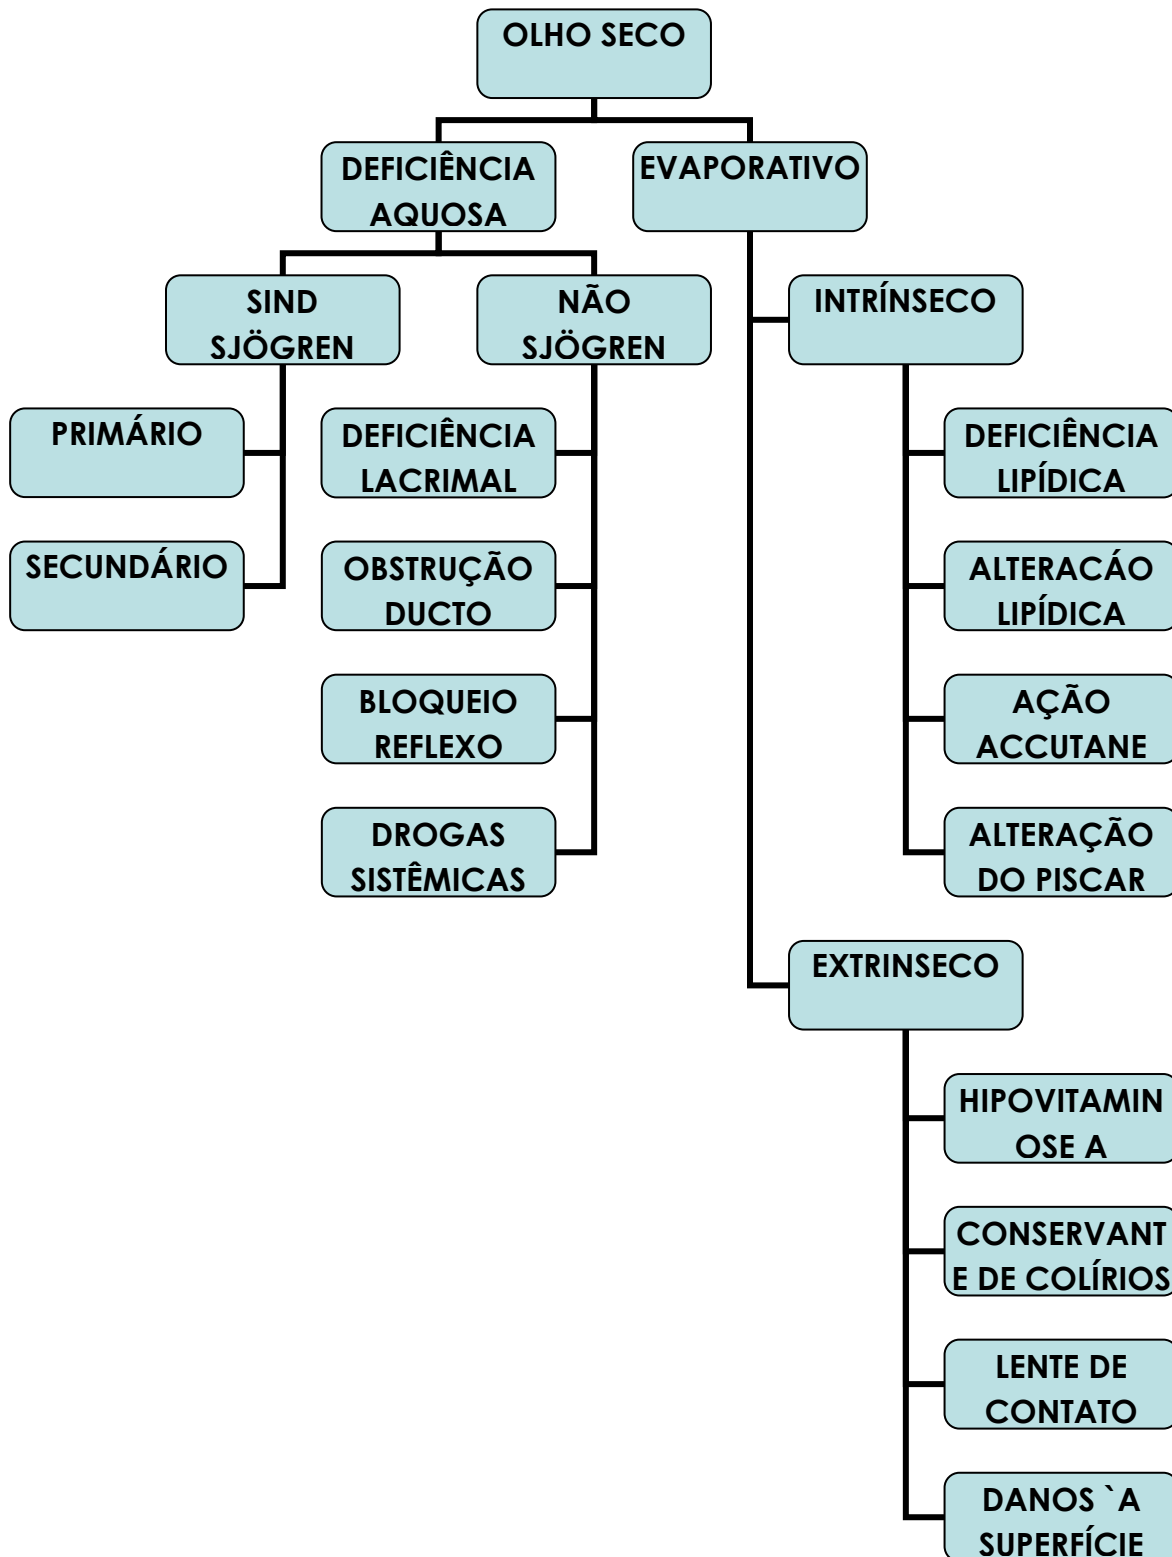 OLHO SECO
DEFICIÊNCIA
AQUOSA
EVAPORATIVO
SIND
SJÖGREN
NÃO
SJÖGREN
INTRÍNSECO
PRIMÁRIO
DEFICIÊNCIA
LACRIMAL
DEFICIÊNCIA
LIPÍDICA
SECUNDÁRIO
OBSTRUÇÃO
DUCTO
ALTERACÁO
LIPÍDICA
BLOQUEIO
REFLEXO
AÇÃO
ACCUTANE
DROGAS
SISTÊMICAS
ALTERAÇÃO
DO PISCAR
EXTRINSECO
HIPOVITAMIN
OSE A
CONSERVANT
E DE COLÍRIOS
LENTE DE
CONTATO
DANOS `A
SUPERFÍCIE